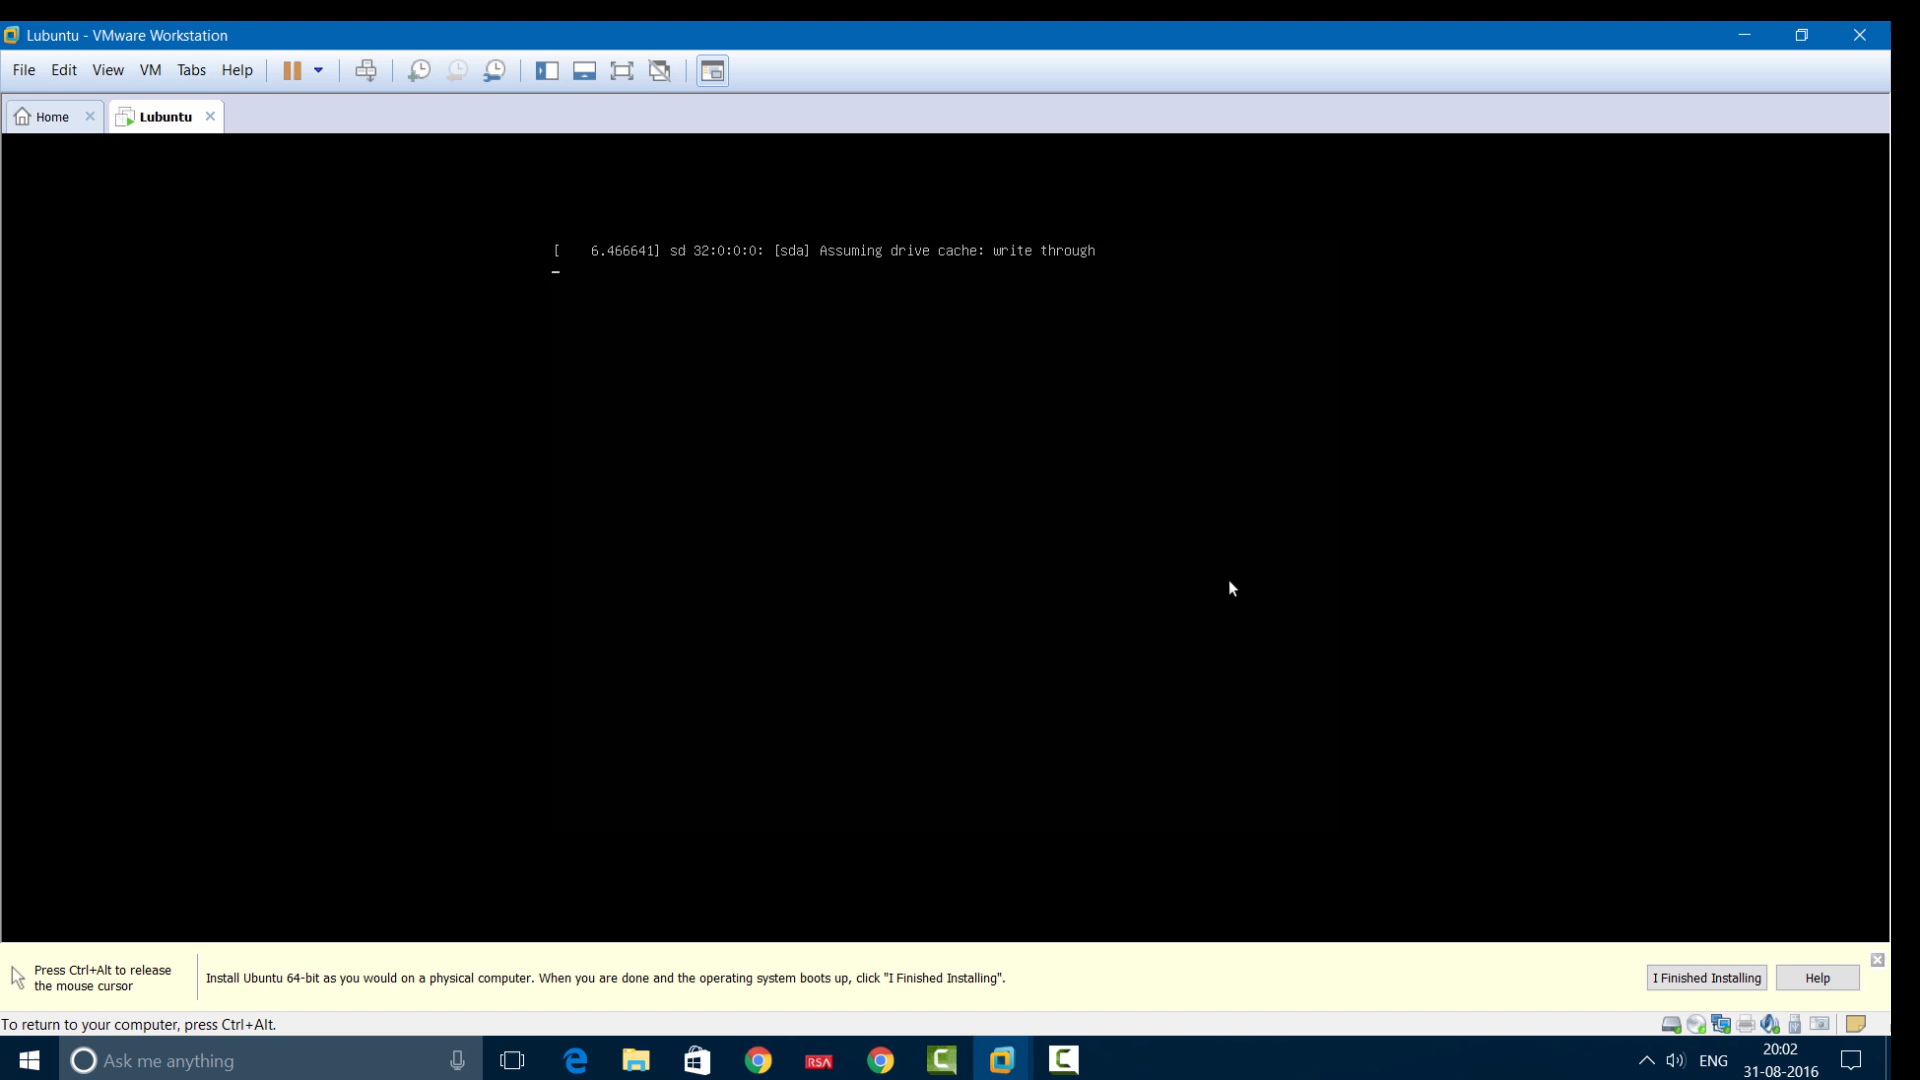 Lubuntu - VMware Workstation
File Edit View VM Tabs Help
Home Lubuntu
[    6.466641] sd 32:0:0:0: [sda] Assuming drive cache: write through
Press Ctrl+Alt to release
the mouse cursor
Install Ubuntu 64-bit as you would on a physical computer. When you are done and the operating system boots up, click "I Finished Installing".
I Finished Installing
Help
To return to your computer, press Ctrl+Alt.
Ask me anything
RSA
ENG
20:02
31-08-2016